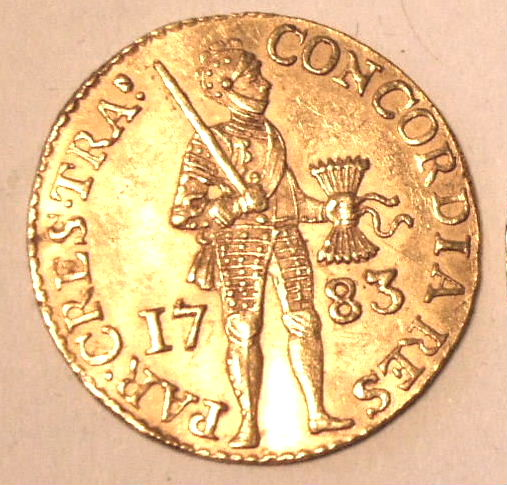 CONCORDIA RES
PAR·CRES·TRA:
17 83